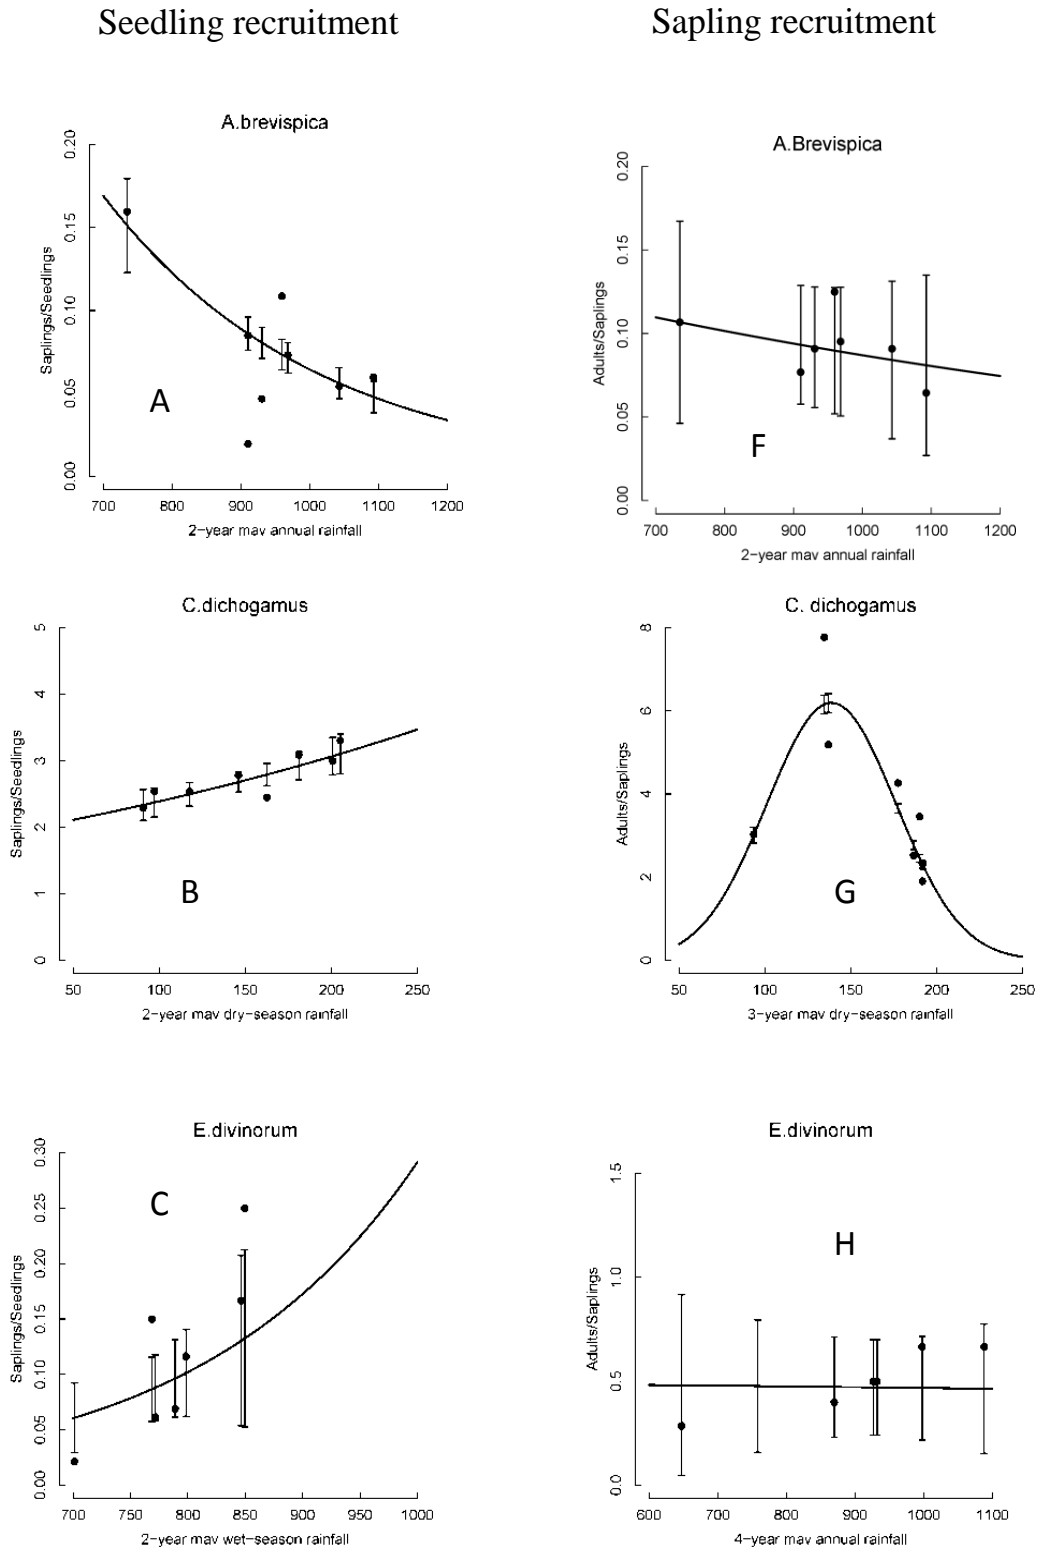 Seedling recruitment
Sapling recruitment
A.brevispica
0.20
0.15
0.10
0.05
0.00
Saplings/Seedlings
A
700 800 900 1000 1100 1200
2-year mav annual rainfall
A.Brevispica
0.20
0.15
0.10
0.05
0.00
Adults/Saplings
F
700 800 900 1000 1100 1200
2-year mav annual rainfall
C.dichogamus
5
4
3
2
1
0
Saplings/Seedlings
B
50 100 150 200 250
2-year mav dry-season rainfall
C. dichogamus
8
6
4
2
0
Adults/Saplings
G
50 100 150 200 250
3-year mav dry-season rainfall
E.divinorum
0.30
0.25
0.20
0.15
0.10
0.05
0.00
Saplings/Seedlings
C
700 750 800 850 900 950 1000
2-year mav wet-season rainfall
E.divinorum
1.5
1.0
0.5
0.0
Adults/Saplings
H
600 700 800 900 1000 1100
4-year mav annual rainfall